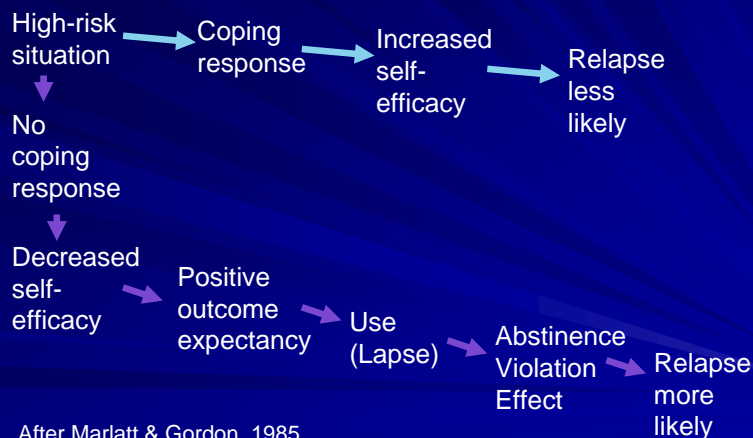 High-risk
situation
Coping
response
Increased
self-
efficacy
Relapse
less
likely
No
coping
response
Decreased
self-
efficacy
Positive
outcome
expectancy
Use
(Lapse)
Abstinence
Violation
Effect
Relapse
more
likely
After Marlatt & Gordon, 1985